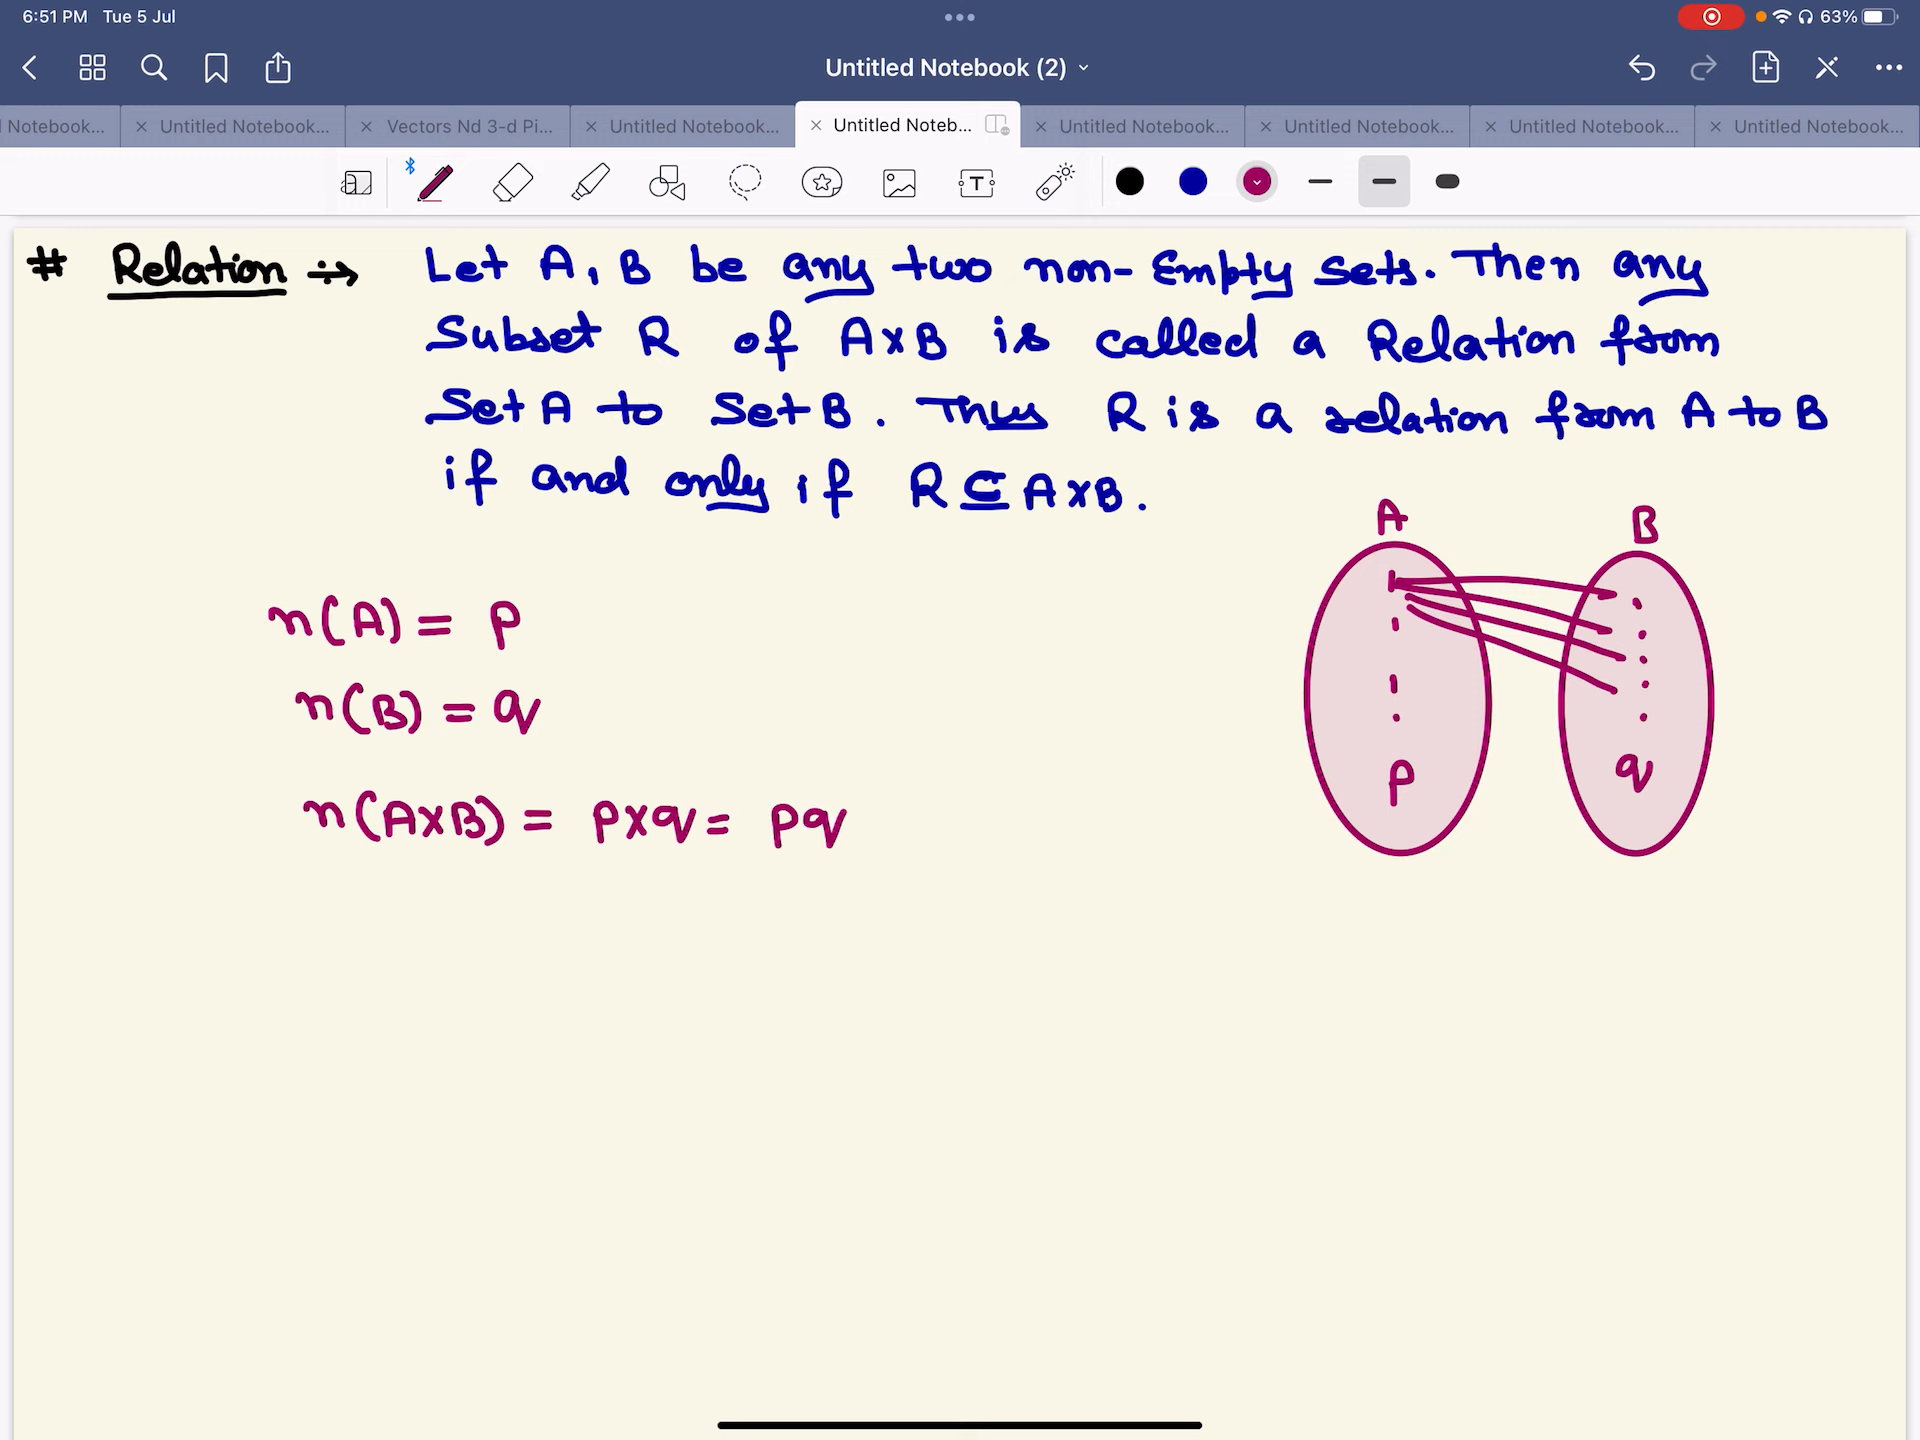 6:51 PM Tue 5 Jul
63%
Untitled Notebook (2)
Notebook... Untitled Notebook... Vectors Nd 3-d Pi... Untitled Notebook... Untitled Noteb... Untitled Notebook... Untitled Notebook... Untitled Notebook... Untitled Notebook...
# Relation Let A, B be any two non-Empty sets. Then any
Subset R of A×B is called a Relation from
Set A to Set B. Thus R is a relation from A to B
if and only if R ⊆ A×B.
A B
n(A) = p
n(B) = q
p q
n(A×B) = p×q = pq